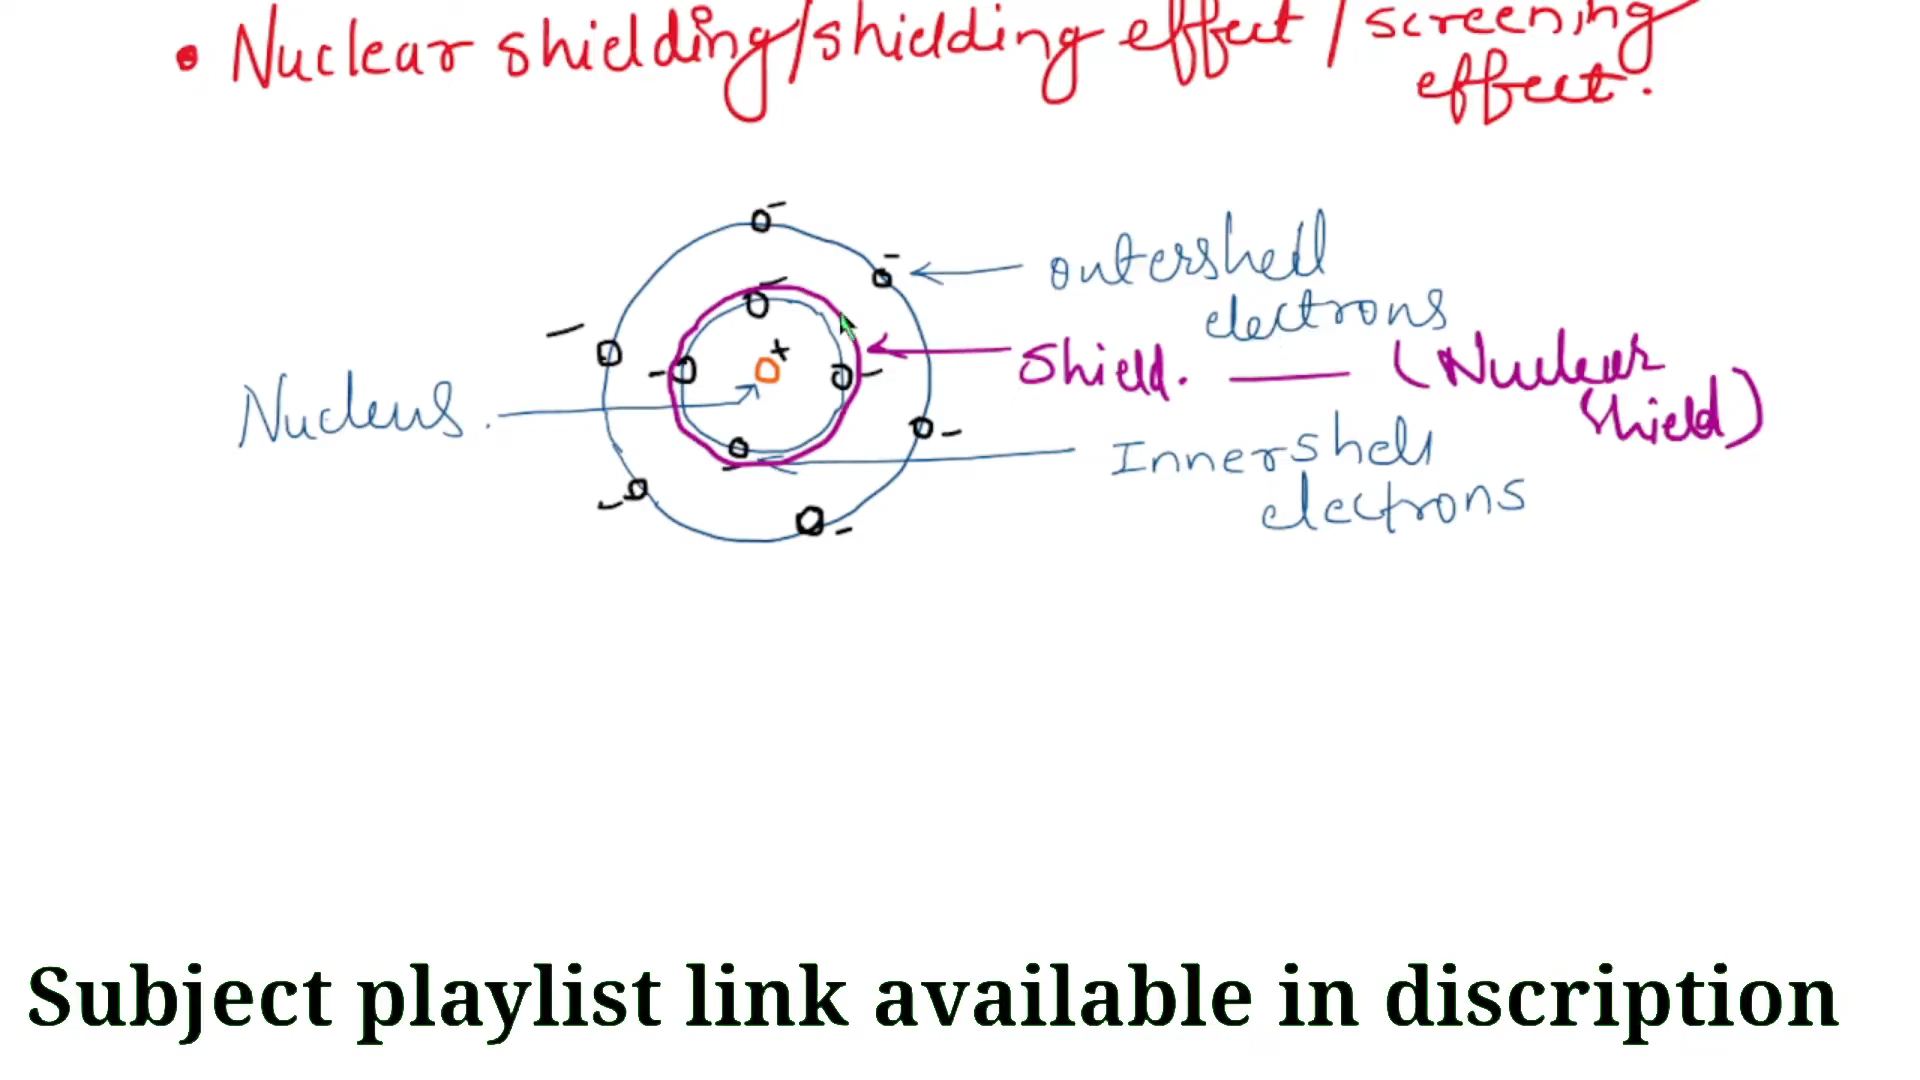 • Nuclear shielding/shielding effect/screening
effect.
outershell
electrons
Shield. — (Nuclear
shield)
Nucleus.
Innershell
electrons
Subject playlist link available in discription